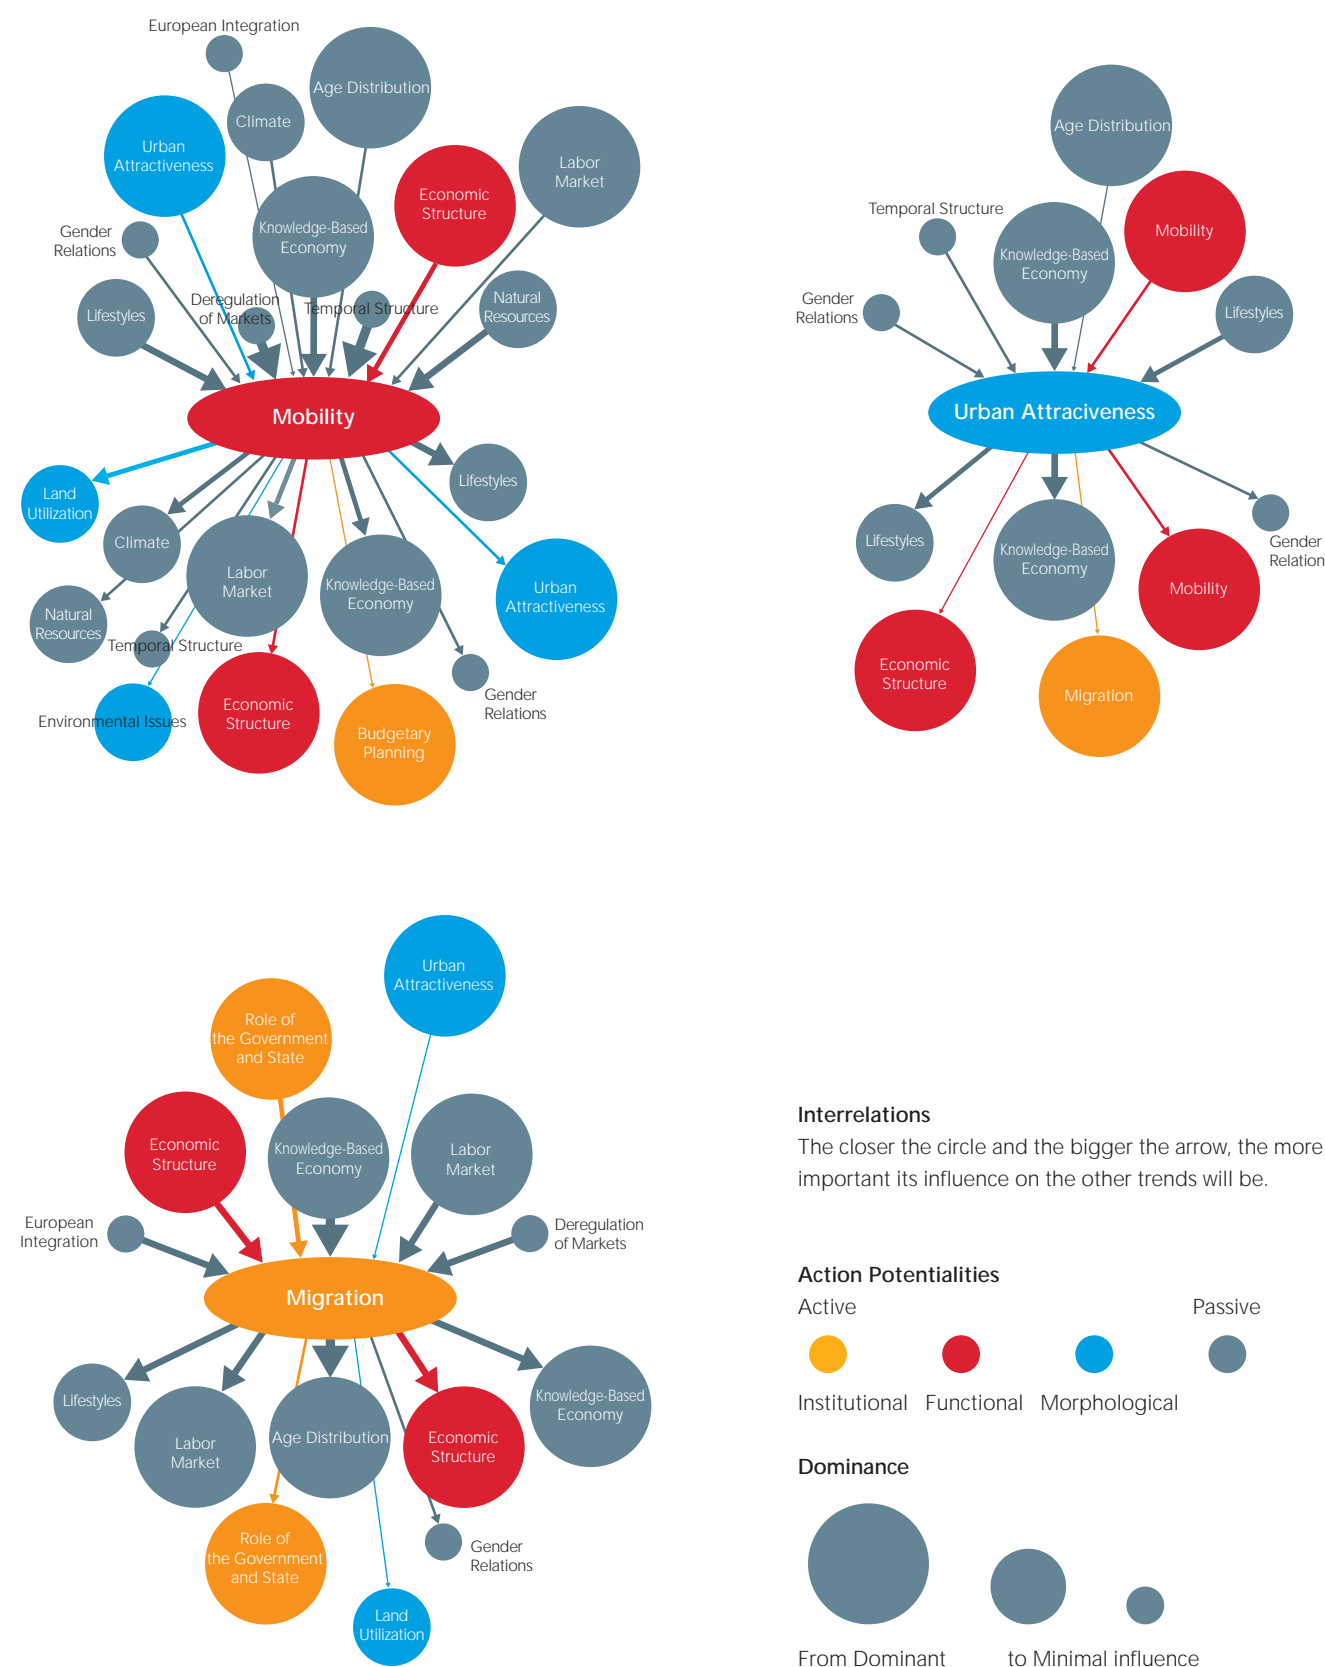 European Integration
Age Distribution
Climate
Urban
Attractiveness
Labor
Market
Economic
Structure
Knowledge-Based
Economy
Gender
Relations
Deregulation
of Markets
Temporal Structure
Natural
Resources
Lifestyles
Mobility
Lifestyles
Land
Utilization
Climate
Labor
Market
Knowledge-Based
Economy
Urban
Attractiveness
Natural
Resources
Temporal Structure
Gender
Relations
Environmental Issues
Economic
Structure
Budgetary
Planning
Age Distribution
Temporal Structure
Mobility
Knowledge-Based
Economy
Gender
Relations
Lifestyles
Urban Attraciveness
Lifestyles
Knowledge-Based
Economy
Gender
Relation
Mobility
Economic
Structure
Migration
Urban
Attractiveness
Role of
the Government
and State
Economic
Structure
Knowledge-Based
Economy
Labor
Market
European
Integration
Deregulation
of Markets
Migration
Lifestyles
Labor
Market
Age Distribution
Economic
Structure
Knowledge-Based
Economy
Role of
the Government
and State
Gender
Relations
Land
Utilization
Interrelations
The closer the circle and the bigger the arrow, the more
important its influence on the other trends will be.
Action Potentialities
Active Passive
Institutional Functional Morphological
Dominance
From Dominant to Minimal influence